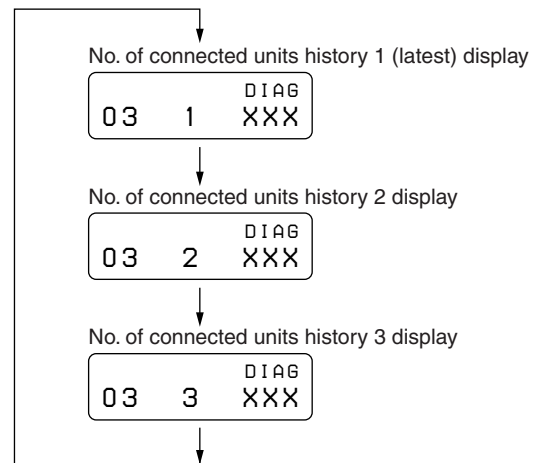 No. of connected units history 1 (latest) display
DIAG
03 1 XXX
No. of connected units history 2 display
DIAG
03 2 XXX
No. of connected units history 3 display
DIAG
03 3 XXX